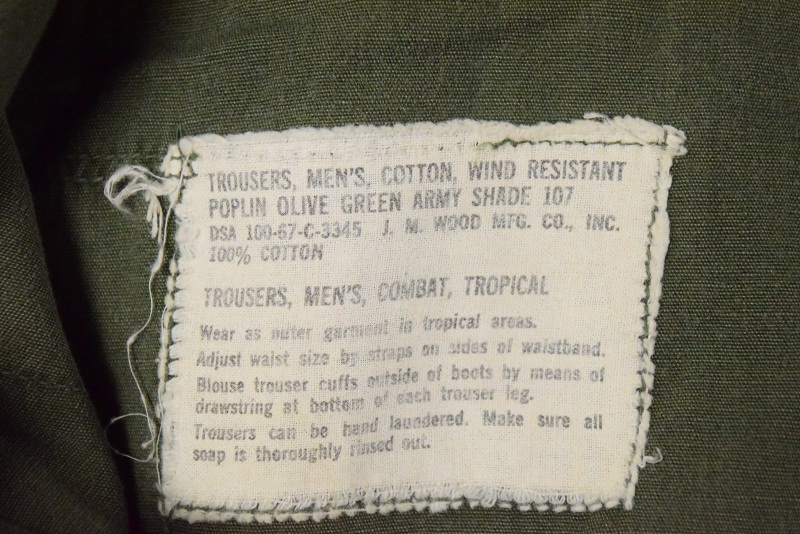 TROUSERS, MEN'S, COTTON, WIND RESISTANT
POPLIN OLIVE GREEN ARMY SHADE 107
DSA 100-67-C-3345 J. M. WOOD MFG. CO., INC.
100% COTTON
TROUSERS, MEN'S, COMBAT, TROPICAL
Wear as outer garment in tropical areas.
Adjust waist size by straps on sides of waistband.
Blouse trouser cuffs outside of boots by means of
drawstring at bottom of each trouser leg.
Trousers can be hand laundered. Make sure all
soap is thoroughly rinsed out.